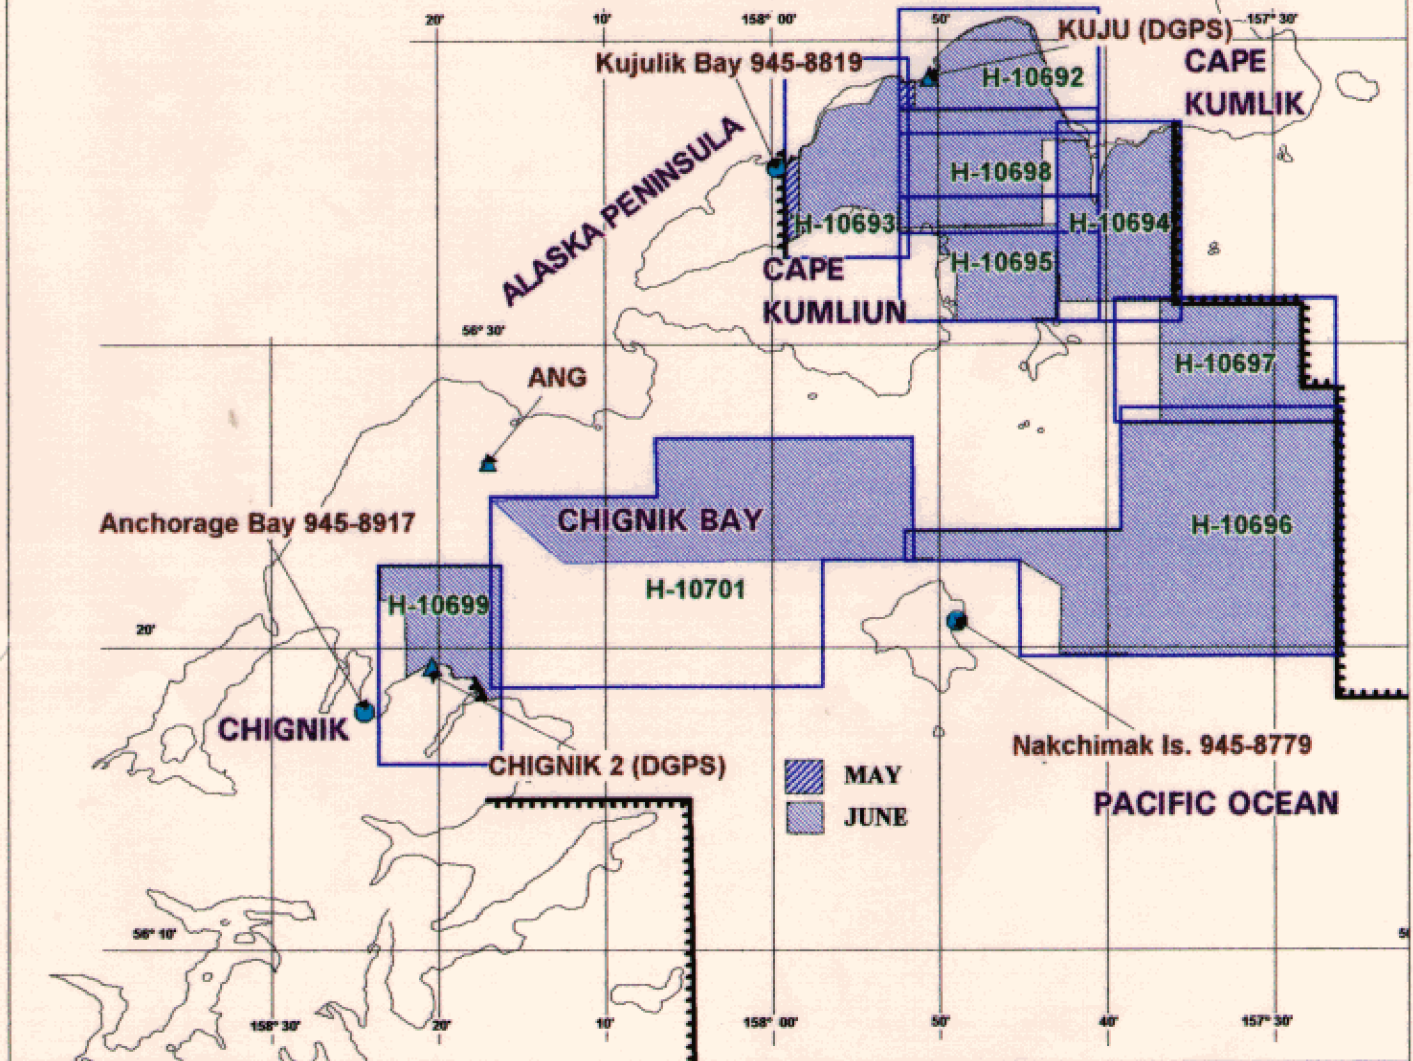 20'
10'
158° 00'
50'
157° 30'
KUJU (DGPS)
Kujulik Bay 945-8819
H-10692
CAPE
KUMLIK
ALASKA PENINSULA
H-10698
H-10693
H-10694
H-10695
CAPE
KUMLIUN
56° 30'
H-10697
ANG
Anchorage Bay 945-8917
CHIGNIK BAY
H-10696
H-10701
H-10699
20'
CHIGNIK
CHIGNIK 2 (DGPS)
Nakchimak Is. 945-8779
MAY
JUNE
PACIFIC OCEAN
56° 10'
158° 30'
20'
10'
158° 00'
50'
40'
157° 30'